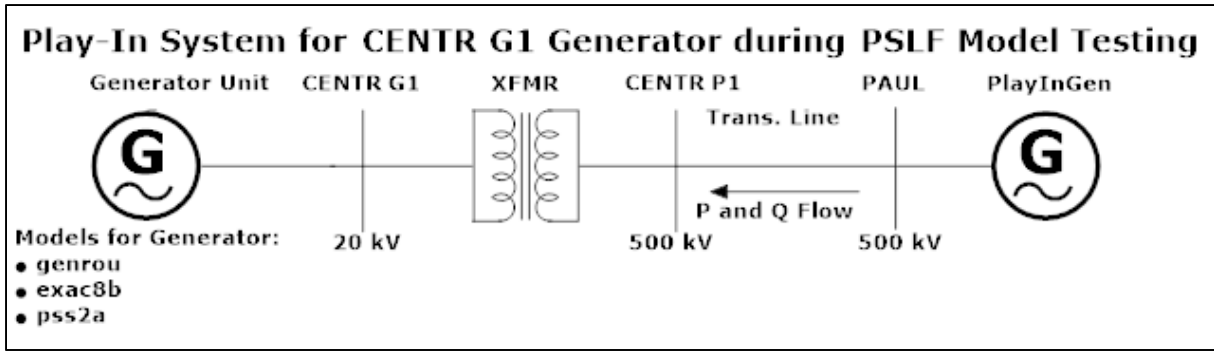 Play-In System for CENTR G1 Generator during PSLF Model Testing
Generator Unit CENTR G1 XFMR CENTR P1 PAUL PlayInGen
Trans. Line
G G
P and Q Flow
Models for Generator: 20 kV 500 kV 500 kV
• genrou
• exac8b
• pss2a